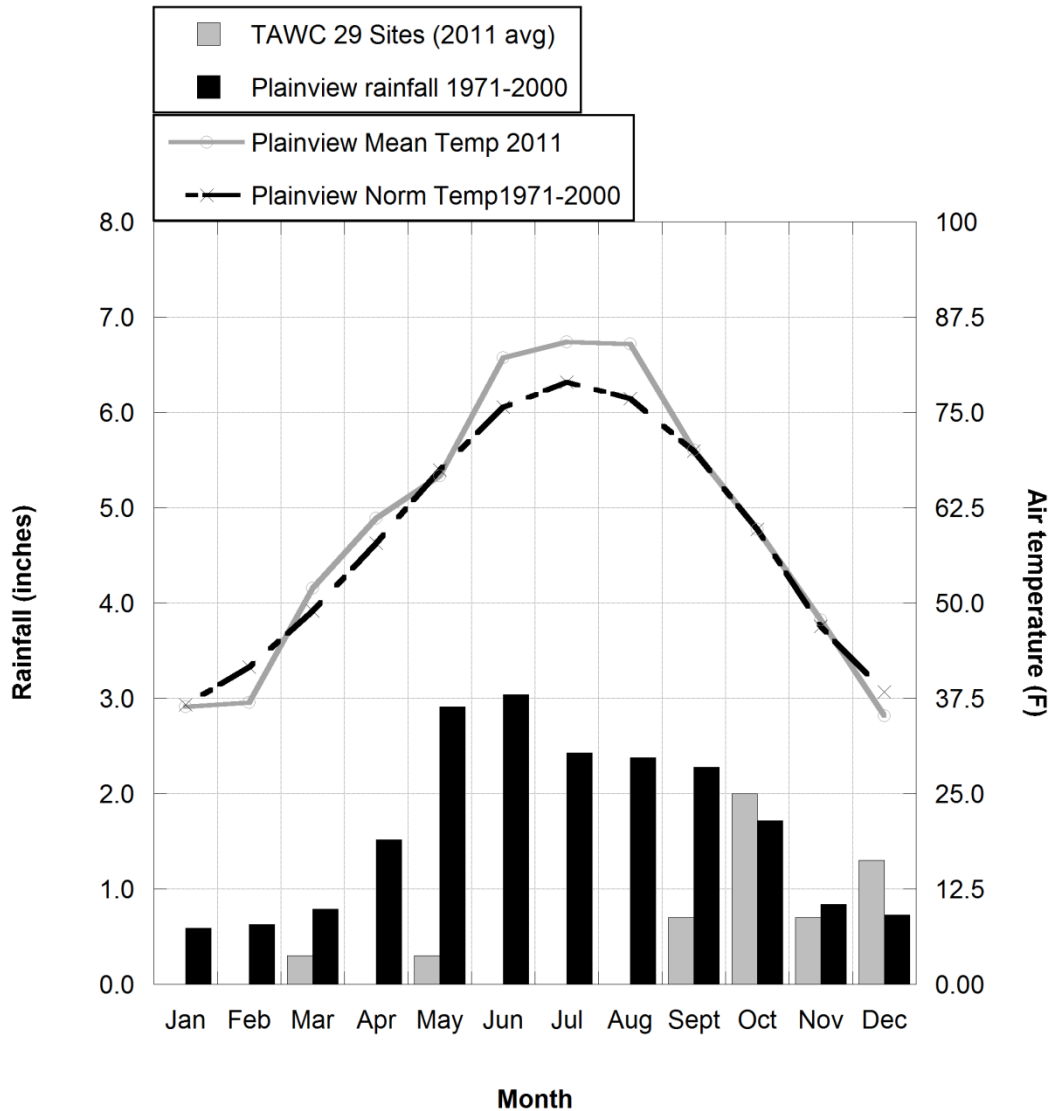 TAWC 29 Sites (2011 avg)
Plainview rainfall 1971-2000
Plainview Mean Temp 2011
Plainview Norm Temp1971-2000
8.0
7.0
6.0
5.0
4.0
3.0
2.0
1.0
0.0
Rainfall (inches)
100
87.5
75.0
62.5
50.0
37.5
25.0
12.5
0.00
Air temperature (F)
Jan Feb Mar Apr May Jun Jul Aug Sept Oct Nov Dec
Month